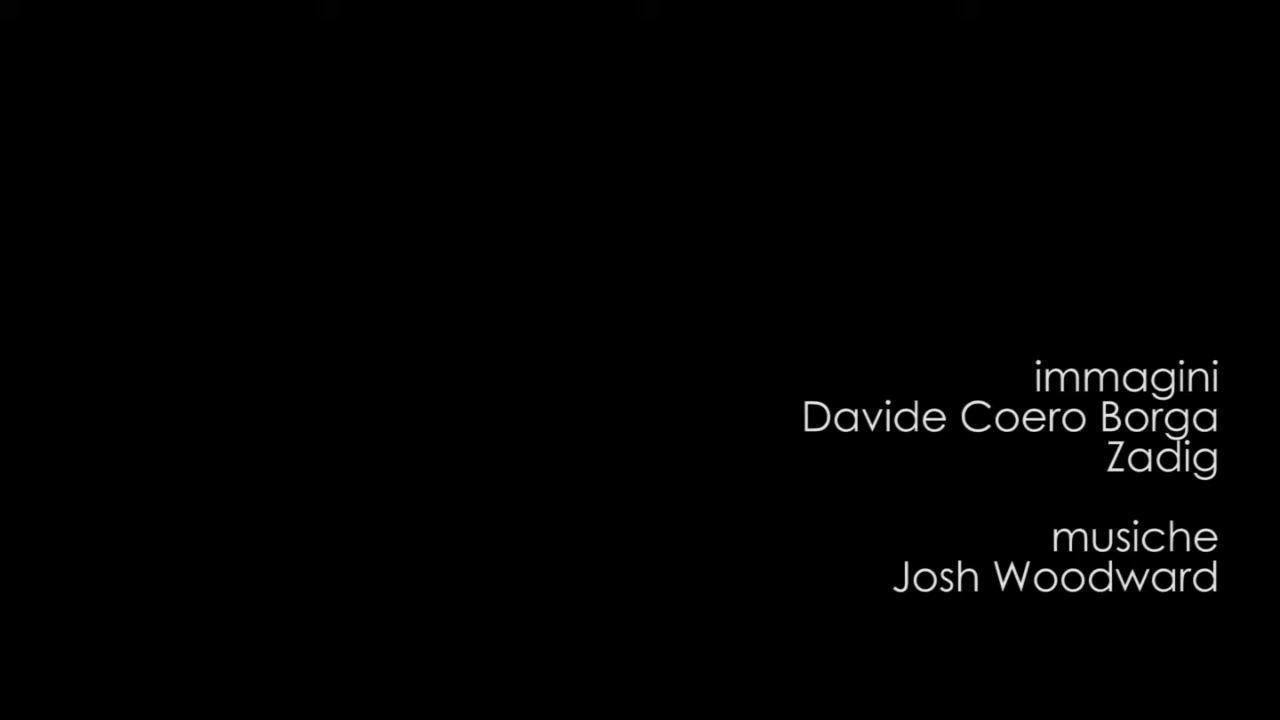 immagini
Davide Coero Borga
Zadig
musiche
Josh Woodward